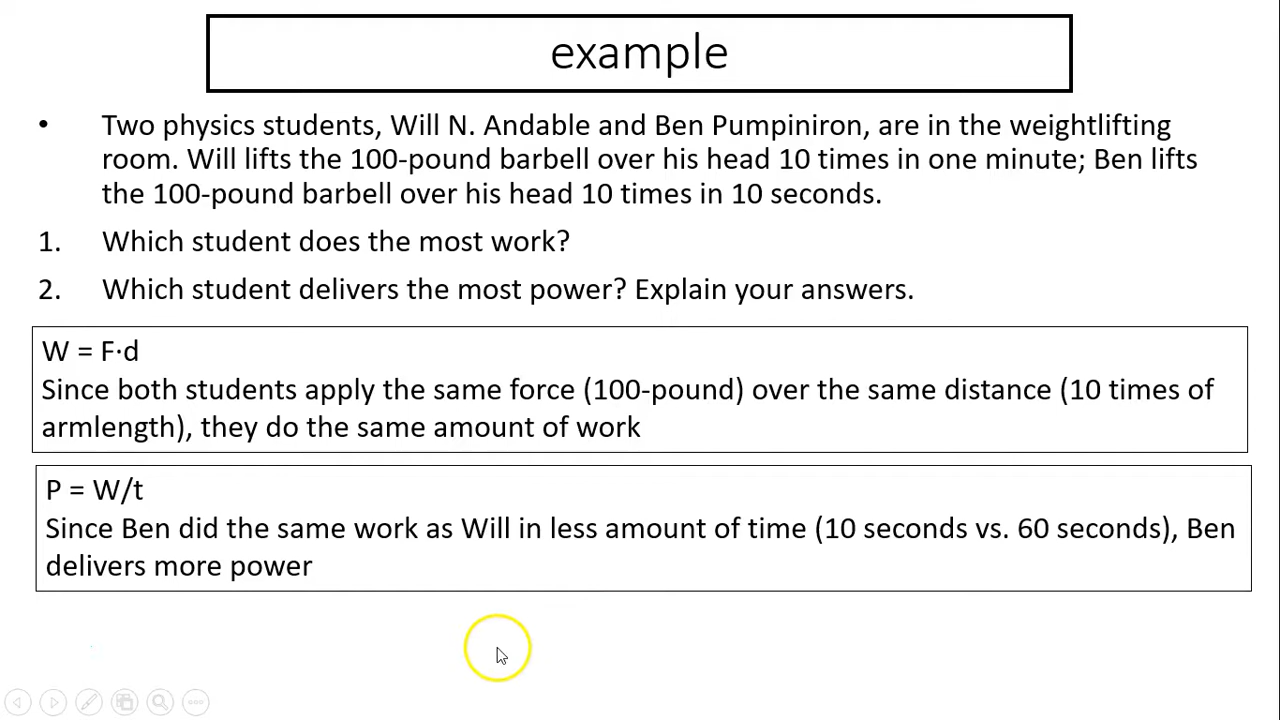 example
• Two physics students, Will N. Andable and Ben Pumpiniron, are in the weightlifting
room. Will lifts the 100-pound barbell over his head 10 times in one minute; Ben lifts
the 100-pound barbell over his head 10 times in 10 seconds.
1. Which student does the most work?
2. Which student delivers the most power? Explain your answers.
W = F·d
Since both students apply the same force (100-pound) over the same distance (10 times of
armlength), they do the same amount of work
P = W/t
Since Ben did the same work as Will in less amount of time (10 seconds vs. 60 seconds), Ben
delivers more power